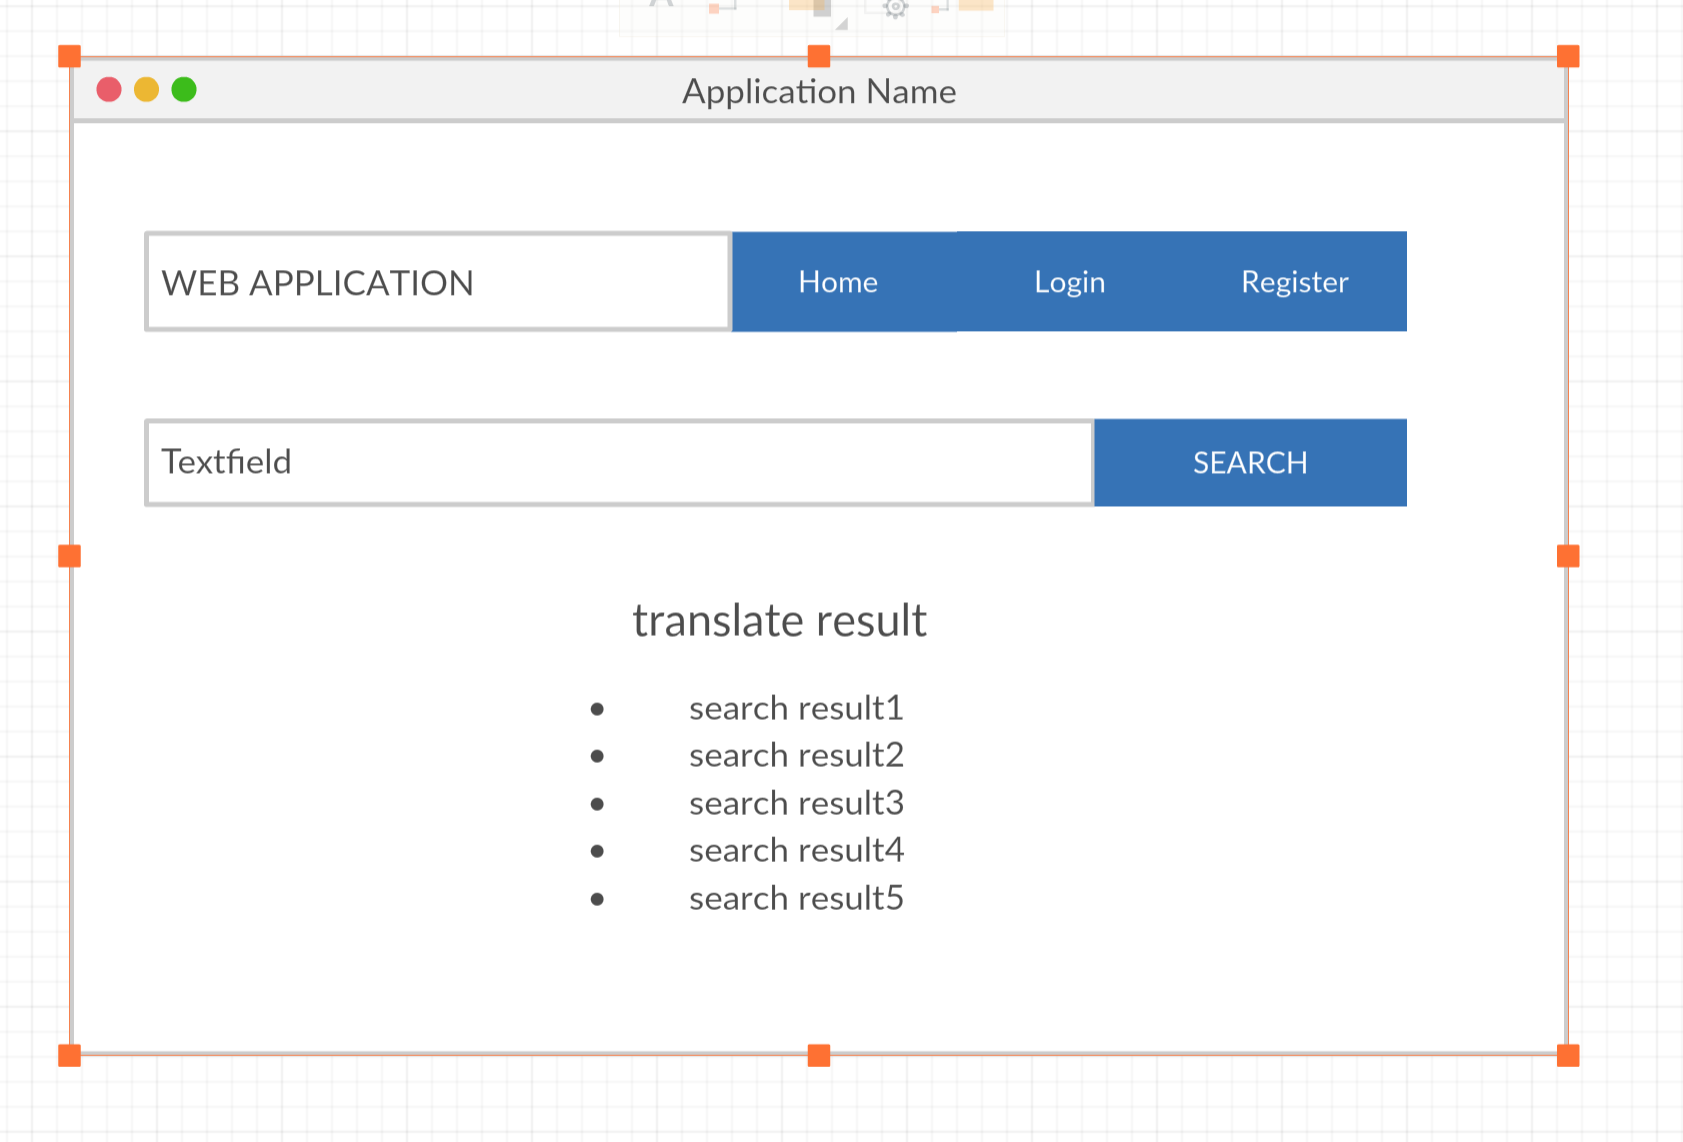 Application Name
WEB APPLICATION
Home
Login
Register
Textfield
SEARCH
translate result
• search result1
• search result2
• search result3
• search result4
• search result5